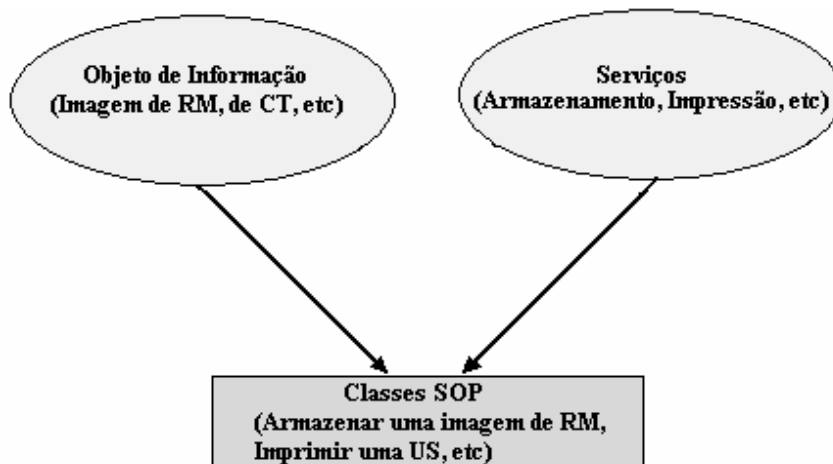 Objeto de Informação
(Imagem de RM, de CT, etc)
Serviços
(Armazenamento, Impressão, etc)
Classes SOP
(Armazenar uma imagem de RM,
Imprimir uma US, etc)